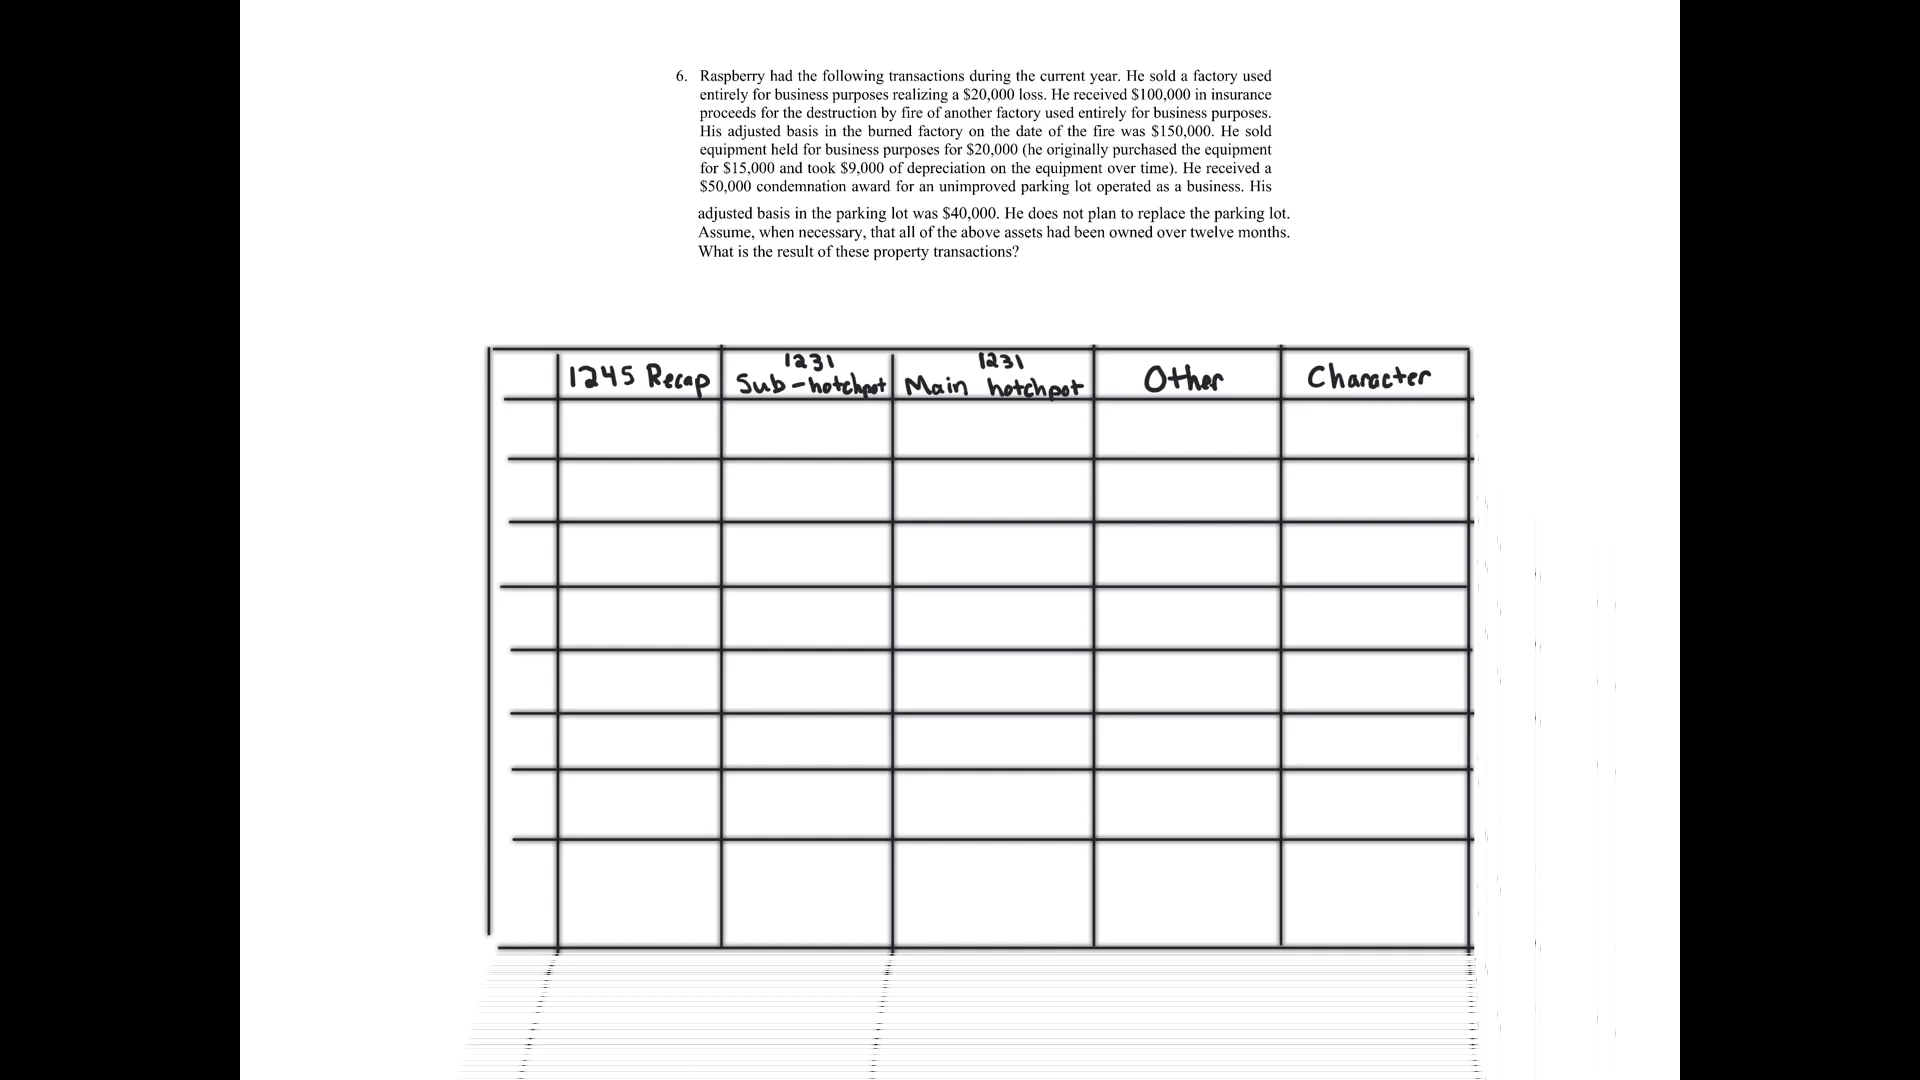 6. Raspberry had the following transactions during the current year. He sold a factory used
entirely for business purposes realizing a $20,000 loss. He received $100,000 in insurance
proceeds for the destruction by fire of another factory used entirely for business purposes.
His adjusted basis in the burned factory on the date of the fire was $150,000. He sold
equipment held for business purposes for $20,000 (he originally purchased the equipment
for $15,000 and took $9,000 of depreciation on the equipment over time). He received a
$50,000 condemnation award for an unimproved parking lot operated as a business. His
adjusted basis in the parking lot was $40,000. He does not plan to replace the parking lot.
Assume, when necessary, that all of the above assets had been owned over twelve months.
What is the result of these property transactions?
1245 Recap
1231
Sub-hotchpot
1231
Main hotchpot
Other
Character